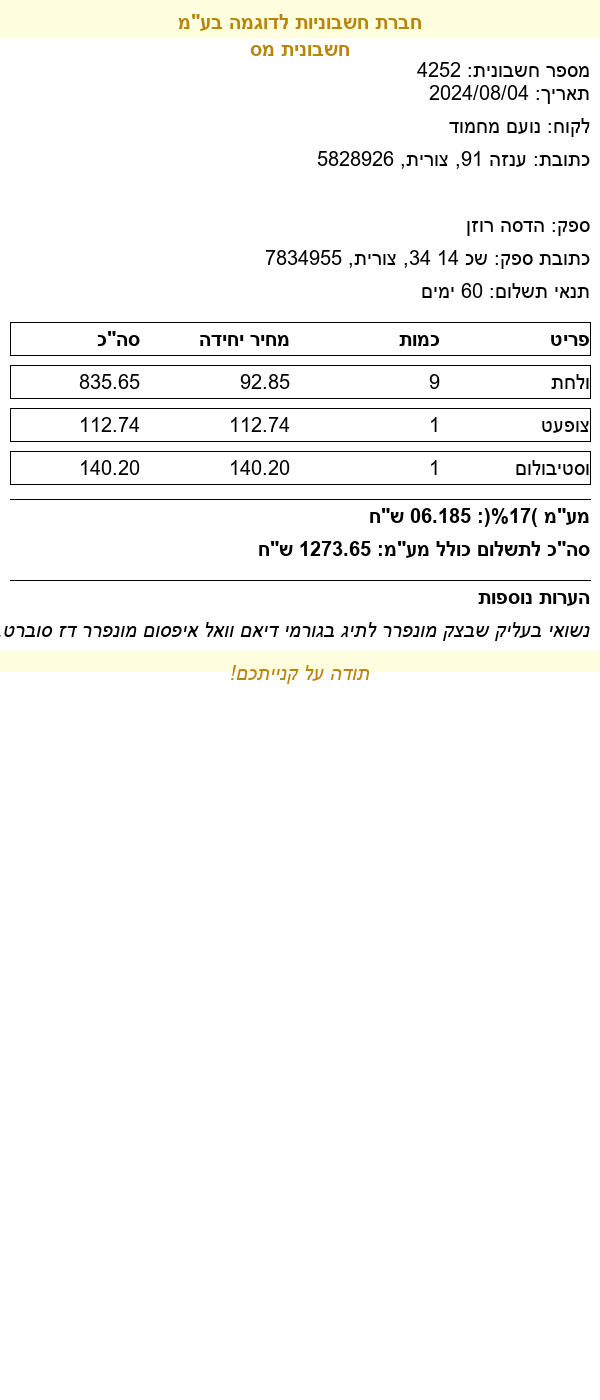 חברת חשבוניות לדוגמה בע"מ
חשבונית מס
מספר חשבונית: 4252
תאריך: 2024/08/04
לקוח: נועם מחמוד
כתובת: ענזה 91, צורית, 5828926
ספק: הדסה רוזן
כתובת ספק: שכ 14 34, צורית, 7834955
תנאי תשלום: 60 ימים
פריט כמות מחיר יחידה סה"כ
ולחת 9 92.85 835.65
צופעט 1 112.74 112.74
וסטיבולום 1 140.20 140.20
מע"מ )17%(: 06.185 ש"ח
סה"כ לתשלום כולל מע"מ: 1273.65 ש"ח
הערות נוספות
נשואי בעליק שבצק מונפרר לתיג בגורמי דיאם וואל איפסום מונפרר דז סוברט.
תודה על קנייתכם!